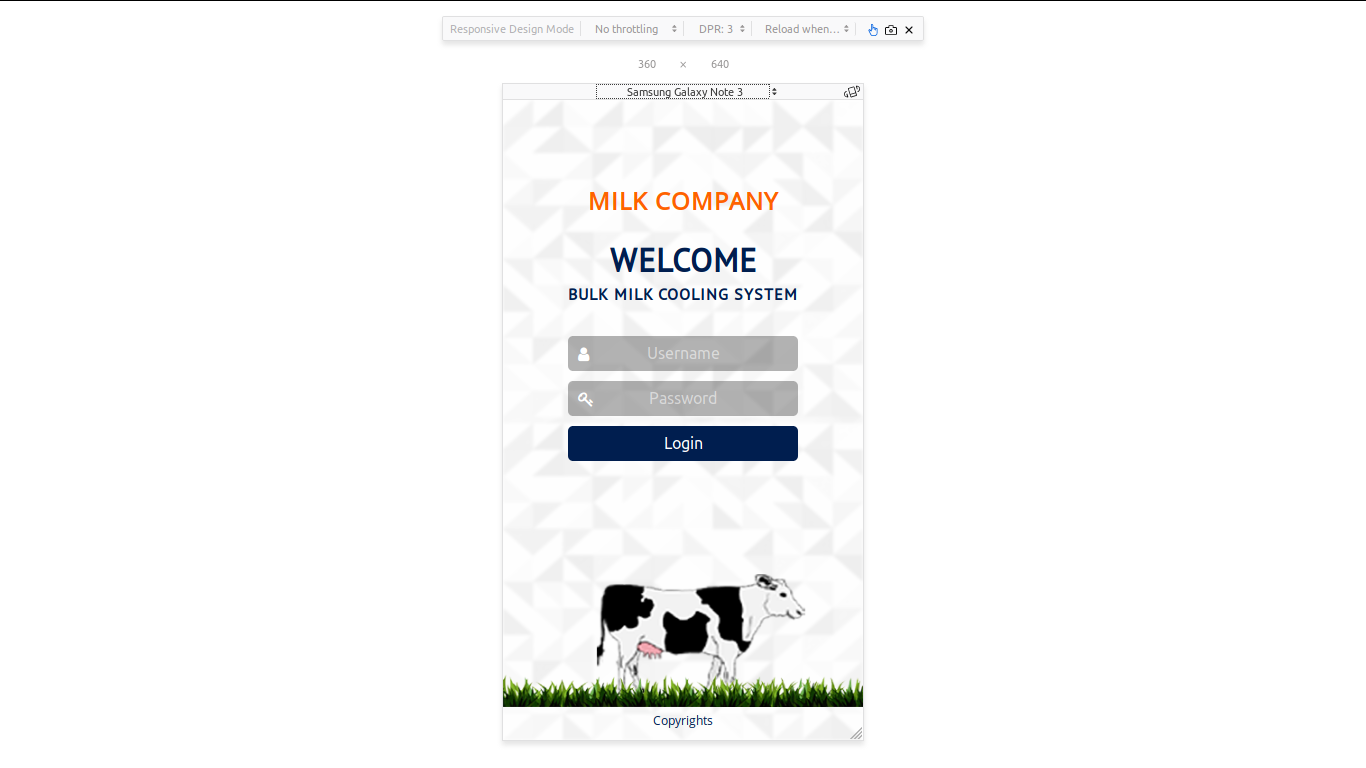 Responsive Design Mode No throttling DPR: 3 Reload when...
360 × 640
Samsung Galaxy Note 3
MILK COMPANY
WELCOME
BULK MILK COOLING SYSTEM
Username
Password
Login
Copyrights